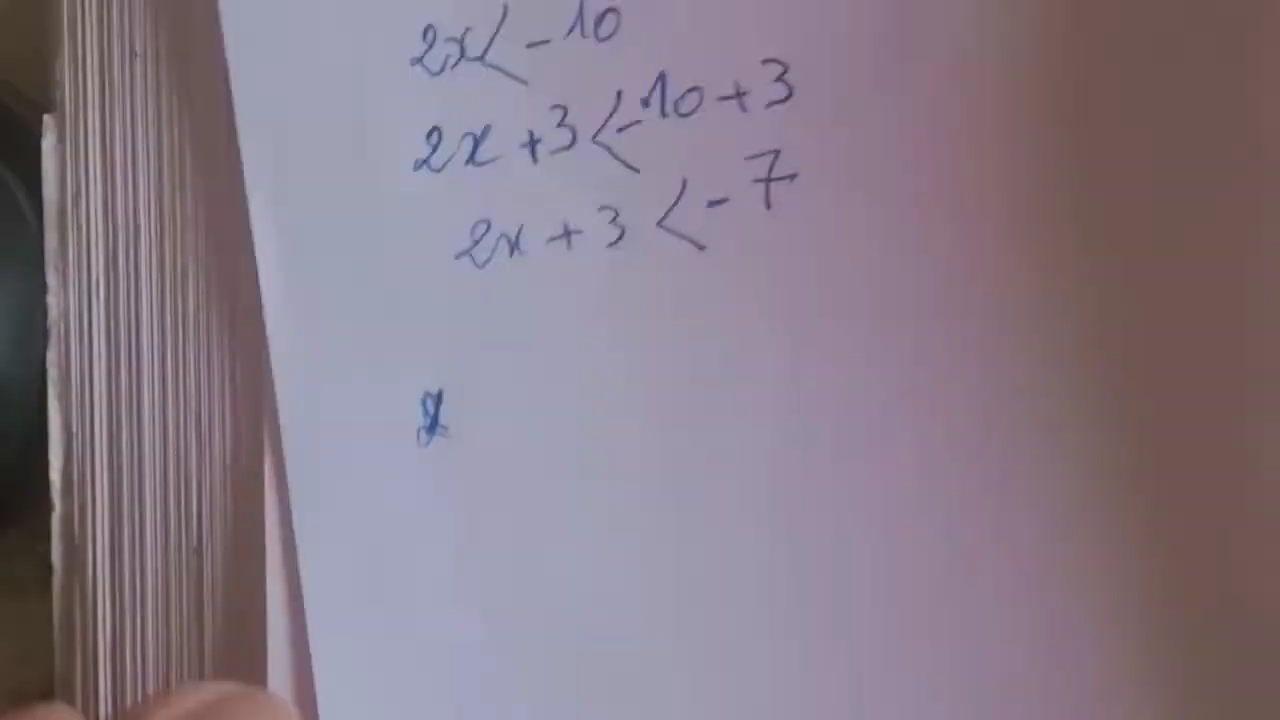 2x < -10
2x + 3 < -10 + 3
2x + 3 < -7